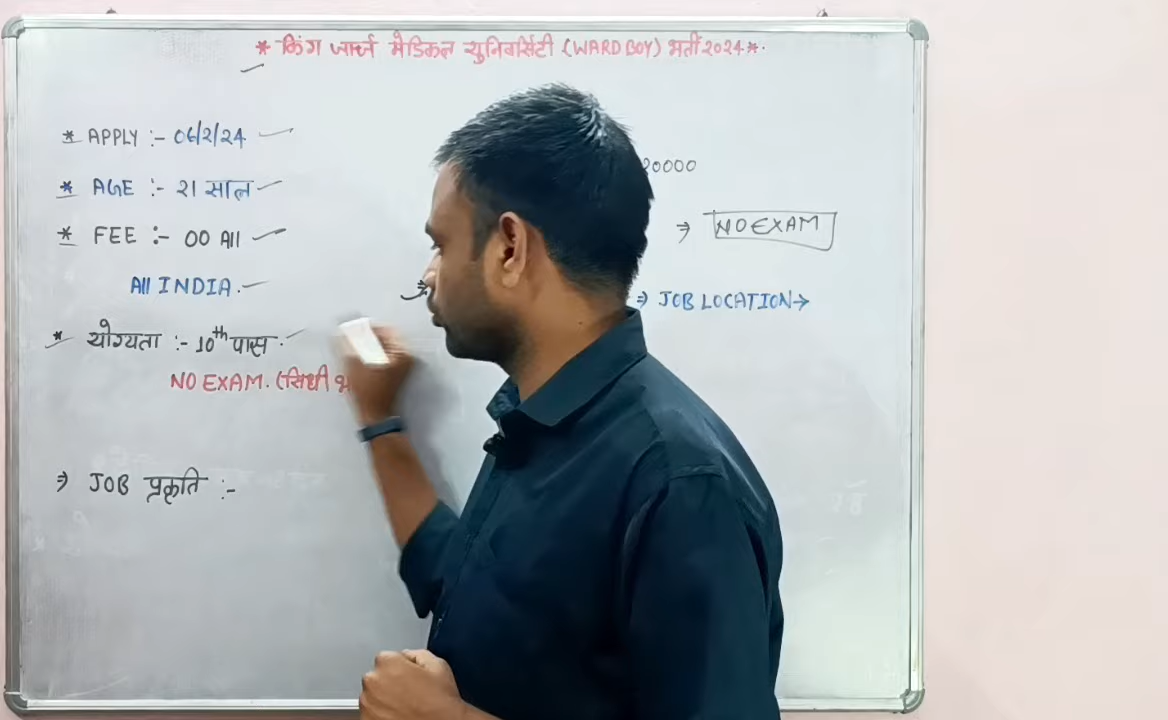 * किंग जार्ज मेडिकल युनिवर्सिटी (WARD BOY) भर्ती 2024 *
* APPLY :- 06/2/24
* AGE :- 21 साल
* FEE :- 00 All
All INDIA.
* योग्यता :- 10th पास.
NO EXAM. (सिधी
⇒ JOB प्रकृति :-
20000
⇒ NO EXAM
⇒ JOB LOCATION→